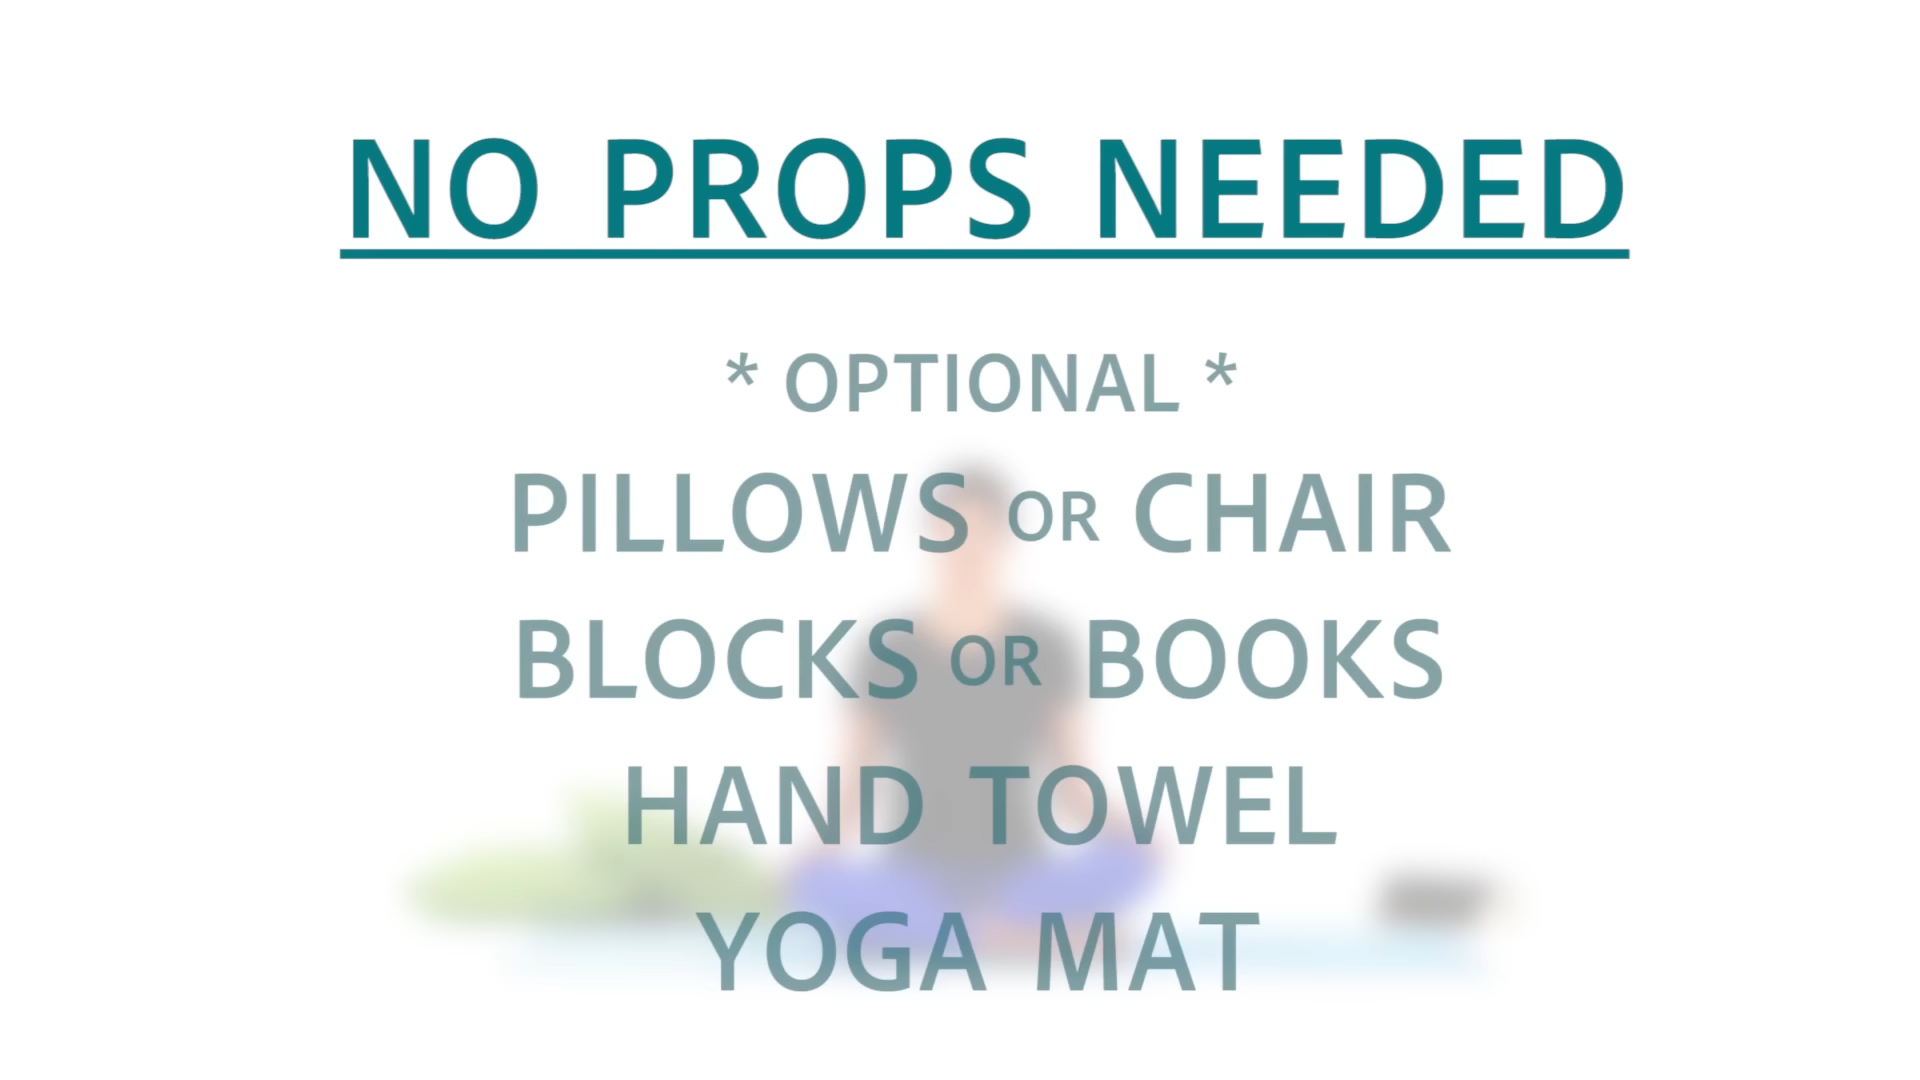 NO PROPS NEEDED
* OPTIONAL *
PILLOWS OR CHAIR
BLOCKS OR BOOKS
HAND TOWEL
YOGA MAT